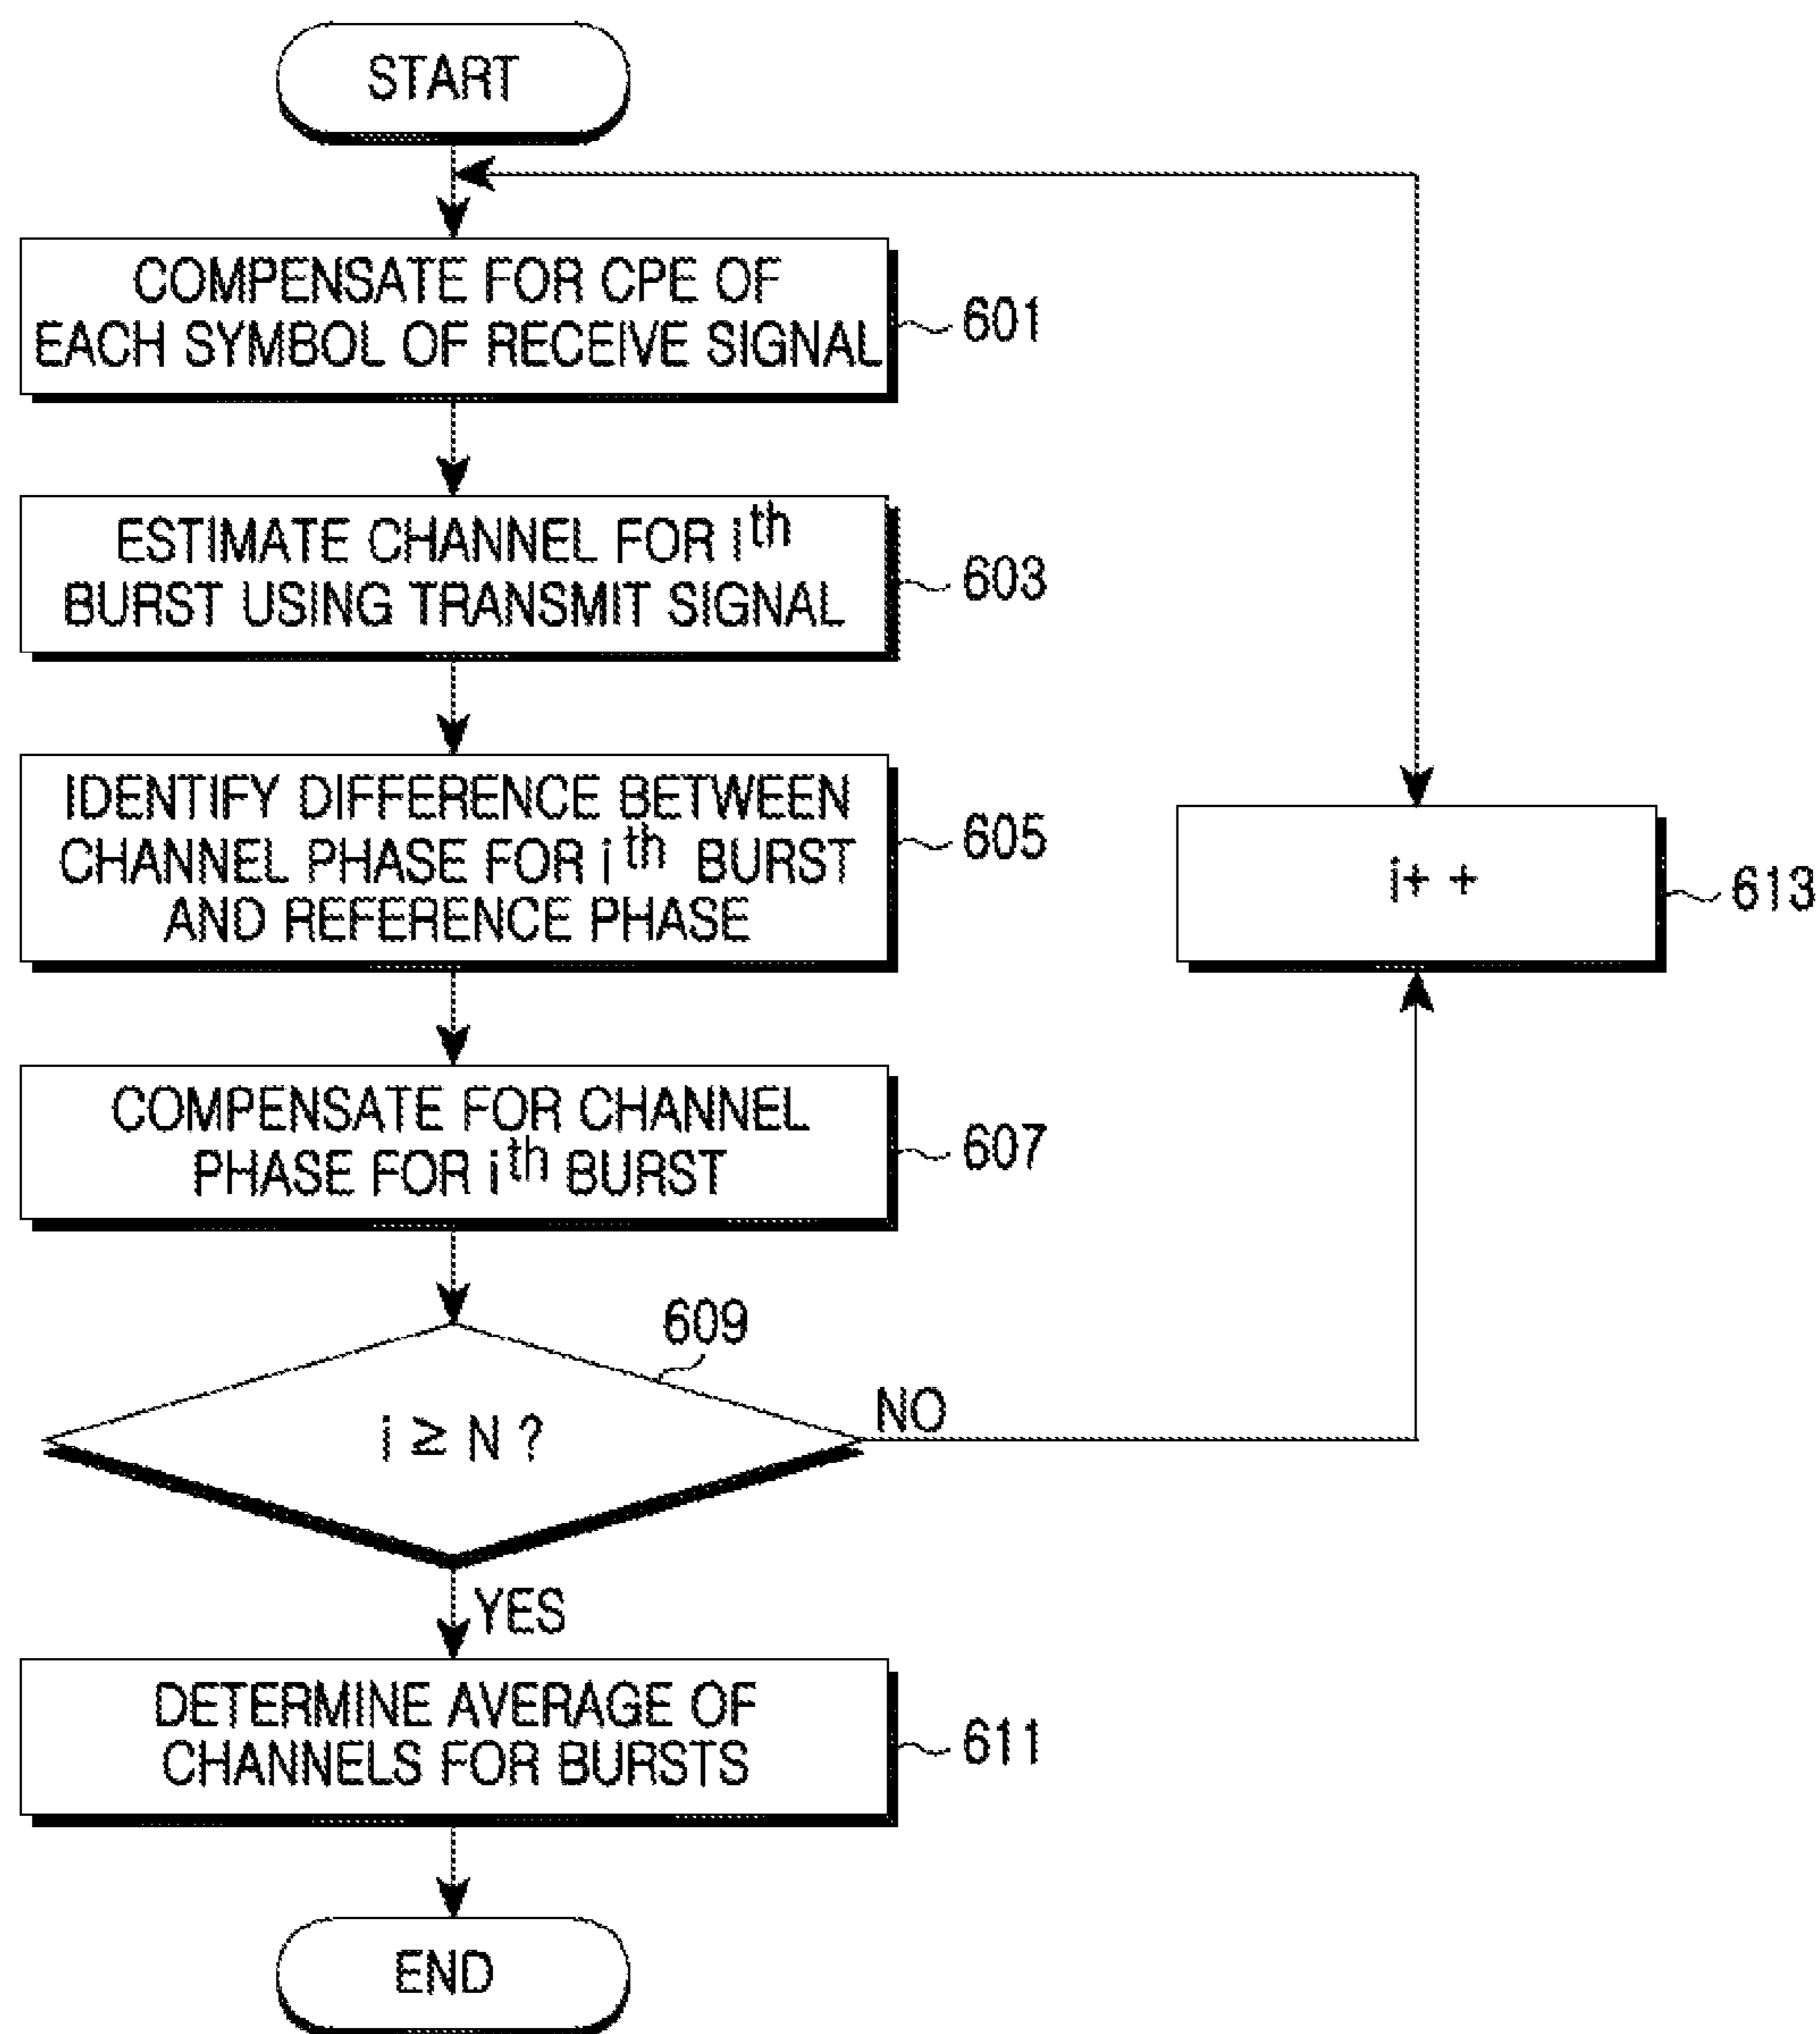 START
COMPENSATE FOR CPE OF
EACH SYMBOL OF RECEIVE SIGNAL
601
ESTIMATE CHANNEL FOR ith
BURST USING TRANSMIT SIGNAL
603
IDENTIFY DIFFERENCE BETWEEN
CHANNEL PHASE FOR ith BURST
AND REFERENCE PHASE
605
i+ +
613
COMPENSATE FOR CHANNEL
PHASE FOR ith BURST
607
609
i ≥ N ?
NO
YES
DETERMINE AVERAGE OF
CHANNELS FOR BURSTS
611
END